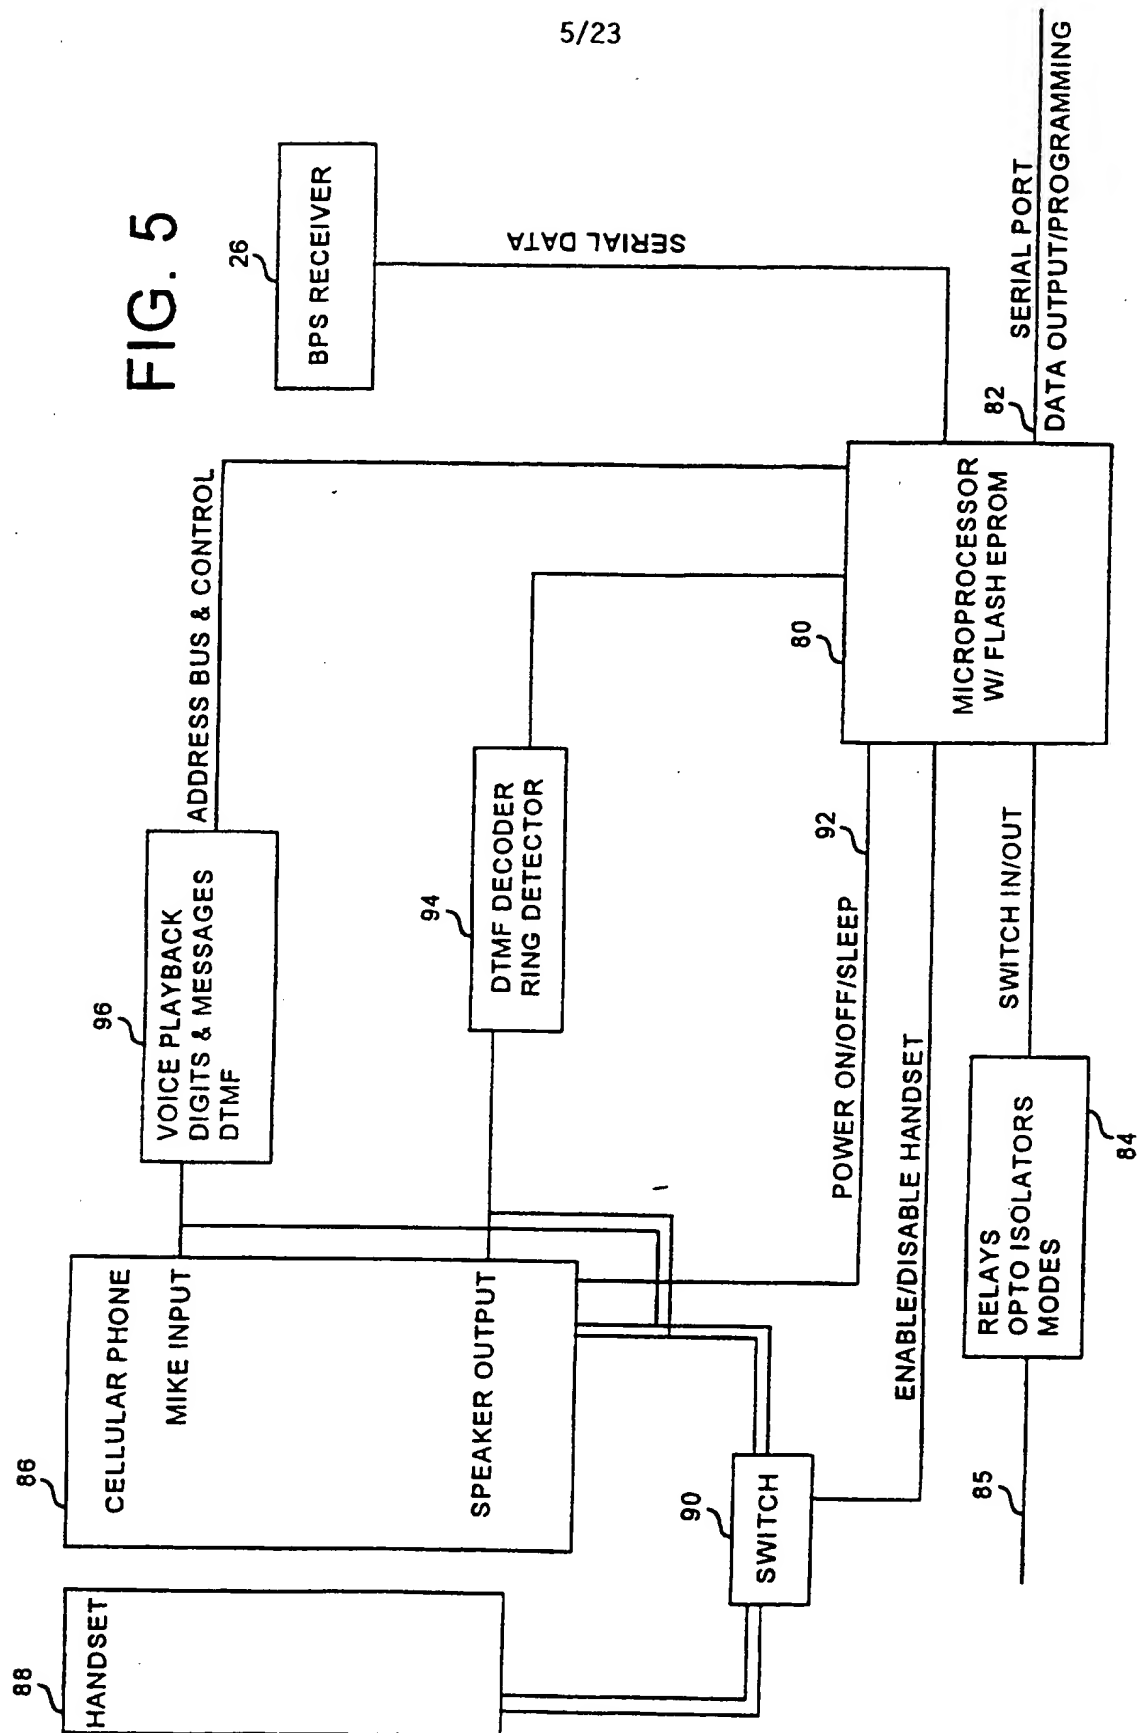 5/23
FIG. 5
88
HANDSET
86
CELLULAR PHONE
MIKE INPUT
SPEAKER OUTPUT
96
VOICE PLAYBACK
DIGITS & MESSAGES
DTMF
ADDRESS BUS & CONTROL
26
BPS RECEIVER
SERIAL DATA
94
DTMF DECODER
RING DETECTOR
90
SWITCH
POWER ON/OFF/SLEEP
92
ENABLE/DISABLE HANDSET
80
MICROPROCESSOR
W/ FLASH EPROM
82
SERIAL PORT
DATA OUTPUT/PROGRAMMING
SWITCH IN/OUT
RELAYS
OPTO ISOLATORS
MODES
84
85